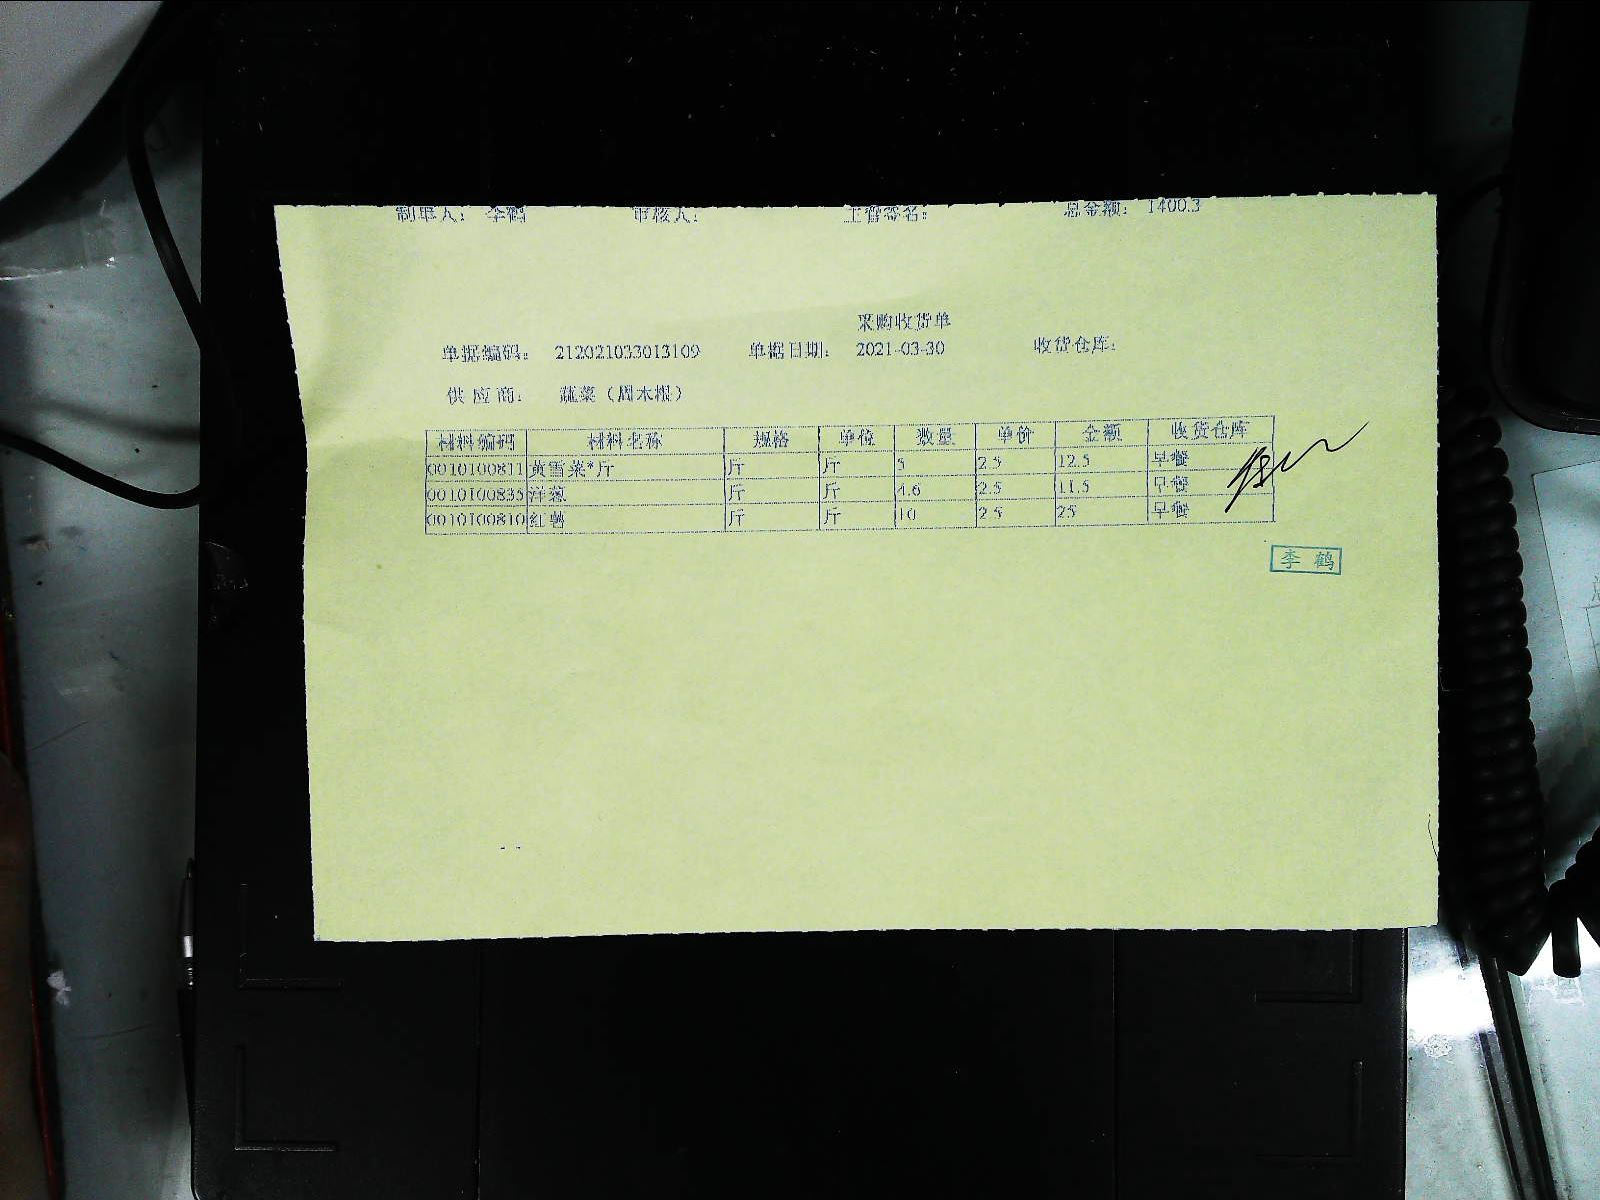 制单人： 李鹤 审核人： 主管签名： 总金额： 1400.3
采购收货单
单据编码： 212021033013109 单据日期： 2021-03-30 收货仓库：
供应商： 蔬菜（周木根）
材料编码 材料名称 规格 单位 数量 单价 金额 收货仓库
0010100811 黄雪菜*斤 斤 斤 5 2.5 12.5 早餐
0010100835 洋葱 斤 斤 4.6 2.5 11.5 早餐
0010100810 红薯 斤 斤 10 2.5 25 早餐
李鹤